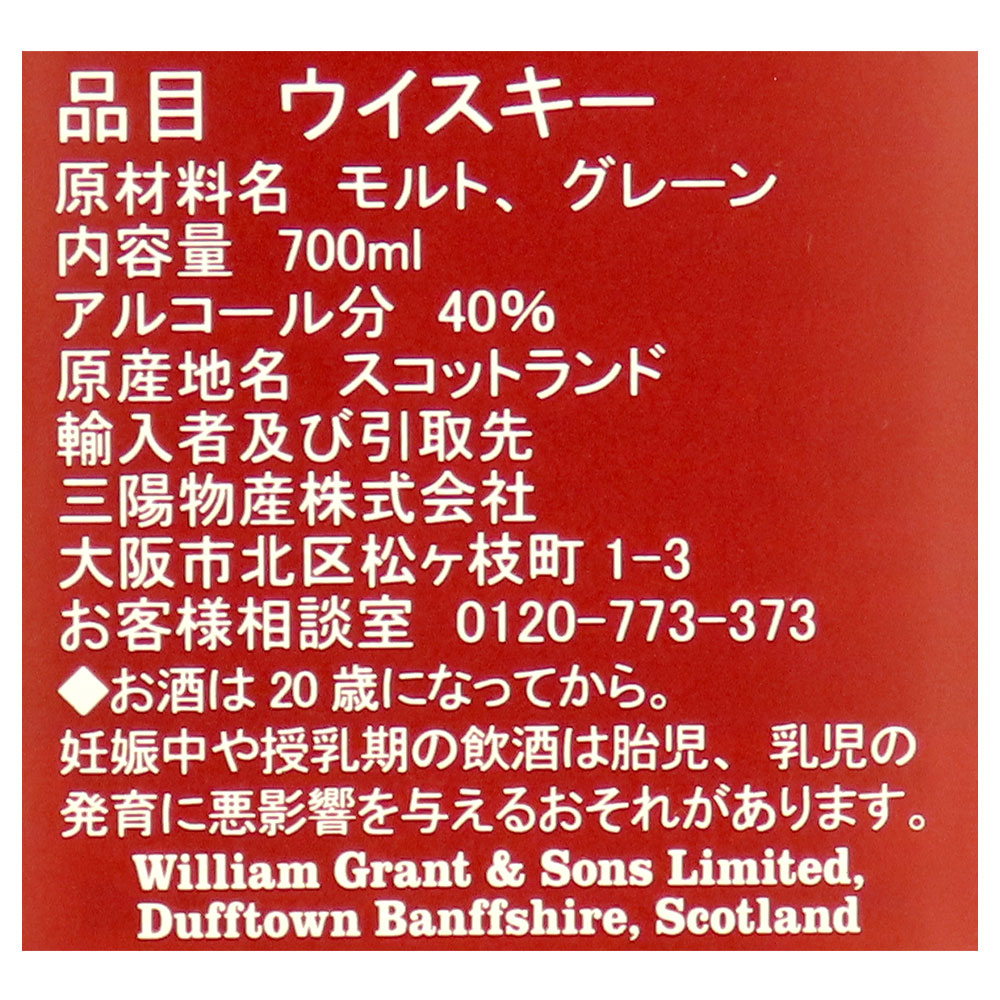 品目　ウイスキー
原材料名　モルト、グレーン
内容量　700ml
アルコール分　40%
原産地名　スコットランド
輸入者及び引取先
三陽物産株式会社
大阪市北区松ヶ枝町 1-3
お客様相談室　0120-773-373
◆お酒は 20 歳になってから。
妊娠中や授乳期の飲酒は胎児、乳児の
発育に悪影響を与えるおそれがあります。
William Grant & Sons Limited,
Dufftown Banffshire, Scotland